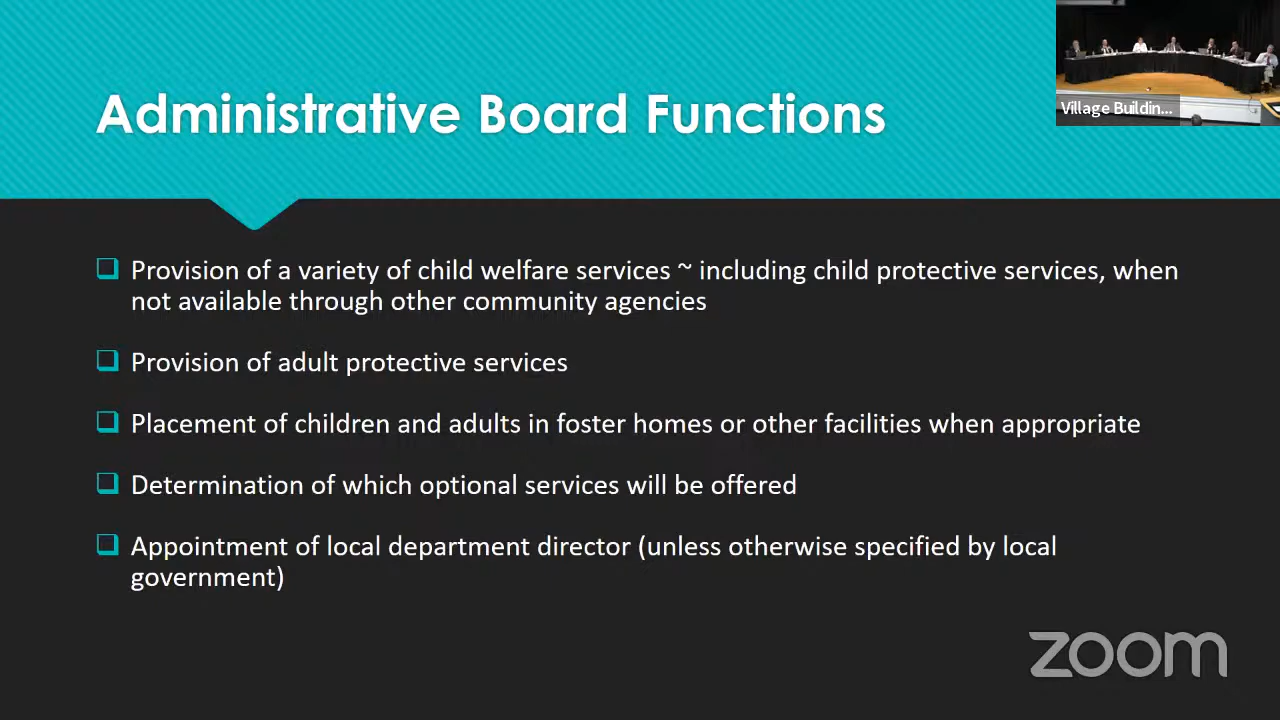 Administrative Board Functions
Village Buildin...
Provision of a variety of child welfare services ~ including child protective services, when
not available through other community agencies
Provision of adult protective services
Placement of children and adults in foster homes or other facilities when appropriate
Determination of which optional services will be offered
Appointment of local department director (unless otherwise specified by local
government)
zoom